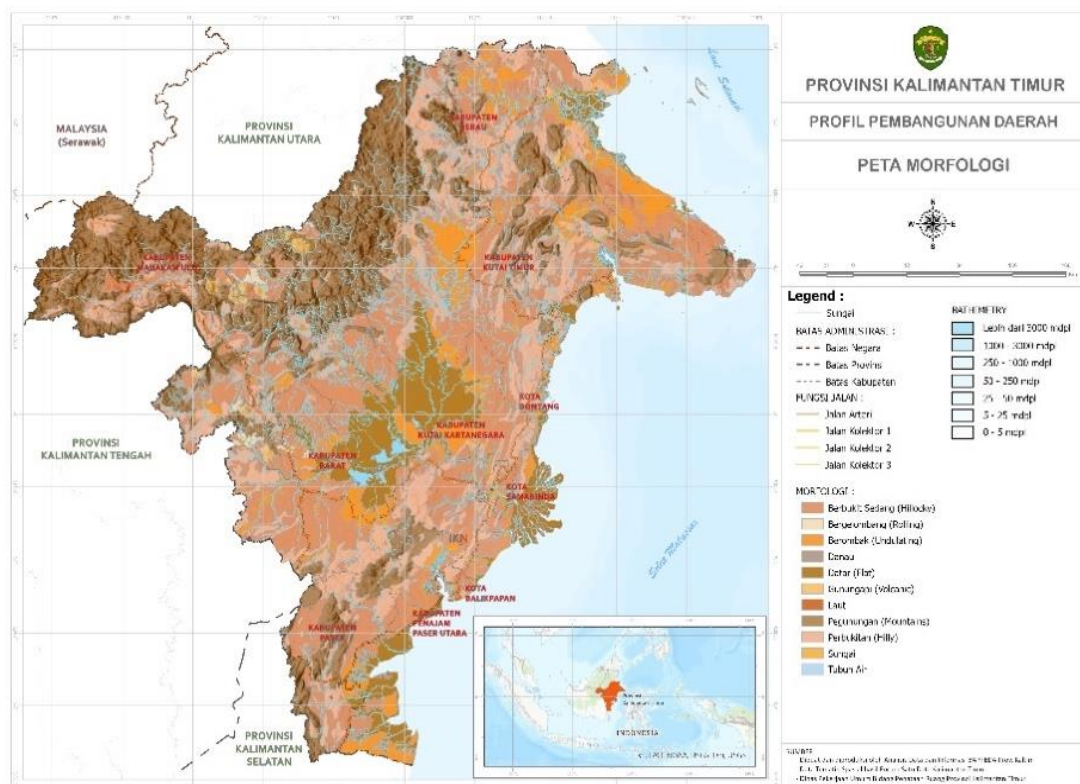 PROVINSI KALIMANTAN TIMUR
PROFIL PEMBANGUNAN DAERAH
PETA MORFOLOGI
N
W
E
S
Legend :
Sungai
BATAS ADMINISTRASI :
Batas Negara
Batas Provinsi
Batas Kabupaten
FUNGSI JALAN :
Jalan Arteri
Jalan Kolektor 1
Jalan Kolektor 2
Jalan Kolektor 3
BATHEMETRY
Lebih dari 3000 mdpl
1000 - 3000 mdpl
250 - 1000 mdpl
50 - 250 mdpl
25 - 50 mdpl
5 - 25 mdpl
0 - 5 mdpl
MORFOLOGI :
Berbukit Sedang (Hillocky)
Bergelombang (Rolling)
Berombak (Undulating)
Danau
Datar (Flat)
Gunungapi (Volcanic)
Laut
Pegunungan (Mountains)
Perbukitan (Hilly)
Sungai
Tubuh Air
SUMBER
MALAYSIA
(Serawak)
PROVINSI
KALIMANTAN UTARA
Laut Sulawesi
KABUPATEN
BERAU
KABUPATEN
MAHAKAM ULU
KABUPATEN
KUTAI TIMUR
KOTA
BONTANG
KABUPATEN
KUTAI KARTANEGARA
PROVINSI
KALIMANTAN TENGAH
KABUPATEN
BARAT
KOTA
SAMARINDA
IKN
Selat Makassar
KOTA
BALIKPAPAN
KABUPATEN
PENAJAM
PASER UTARA
KABUPATEN
PASER
PROVINSI
KALIMANTAN
SELATAN
Provinsi
Kalimantan Timur
INDONESIA